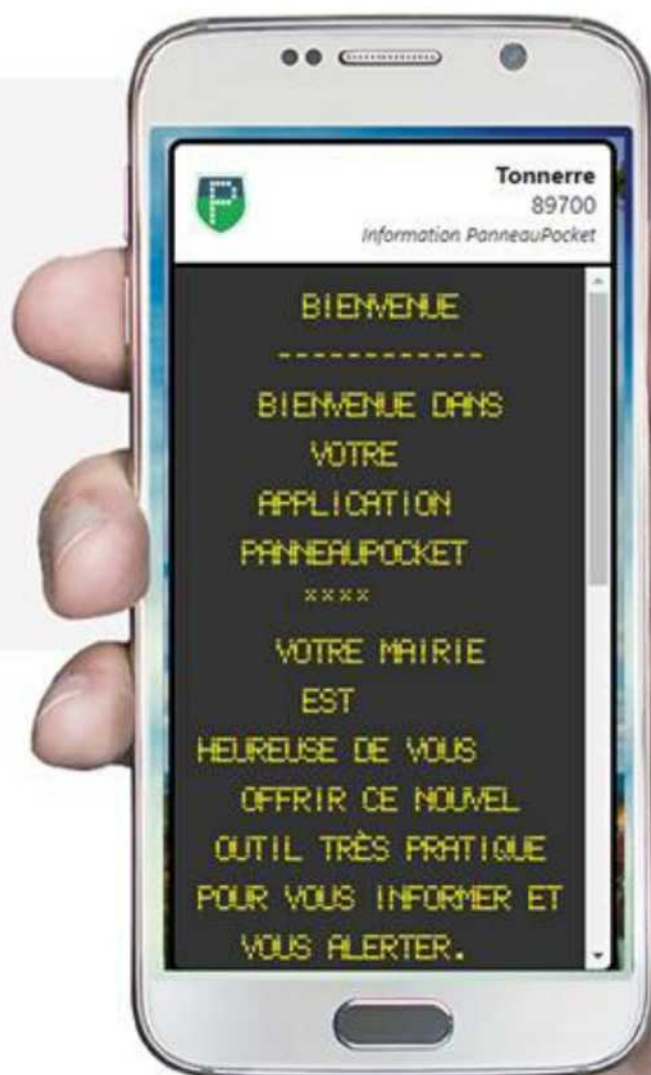 P
Tonnerre
89700
Information PanneauPocket
BIENVENUE
------------
BIENVENUE DANS
VOTRE
APPLICATION
PANNEAUPOCKET
××××
VOTRE MAIRIE
EST
HEUREUSE DE VOUS
OFFRIR CE NOUVEL
OUTIL TRÈS PRATIQUE
POUR VOUS INFORMER ET
VOUS ALERTER.